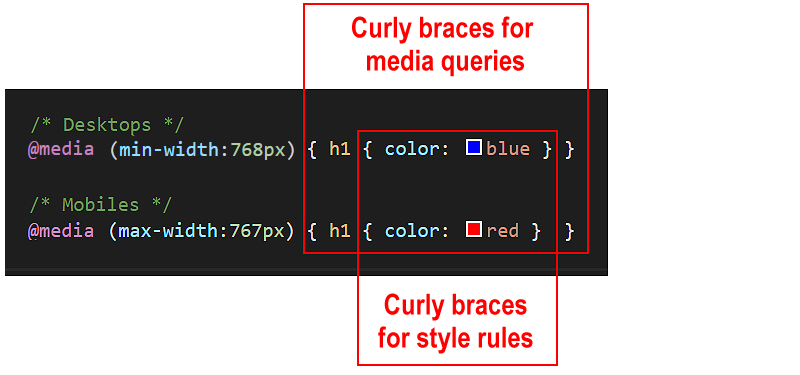 Curly braces for
media queries
/* Desktops */
@media (min-width:768px) { h1 { color: blue } }
/* Mobiles */
@media (max-width:767px) { h1 { color: red } }
Curly braces
for style rules